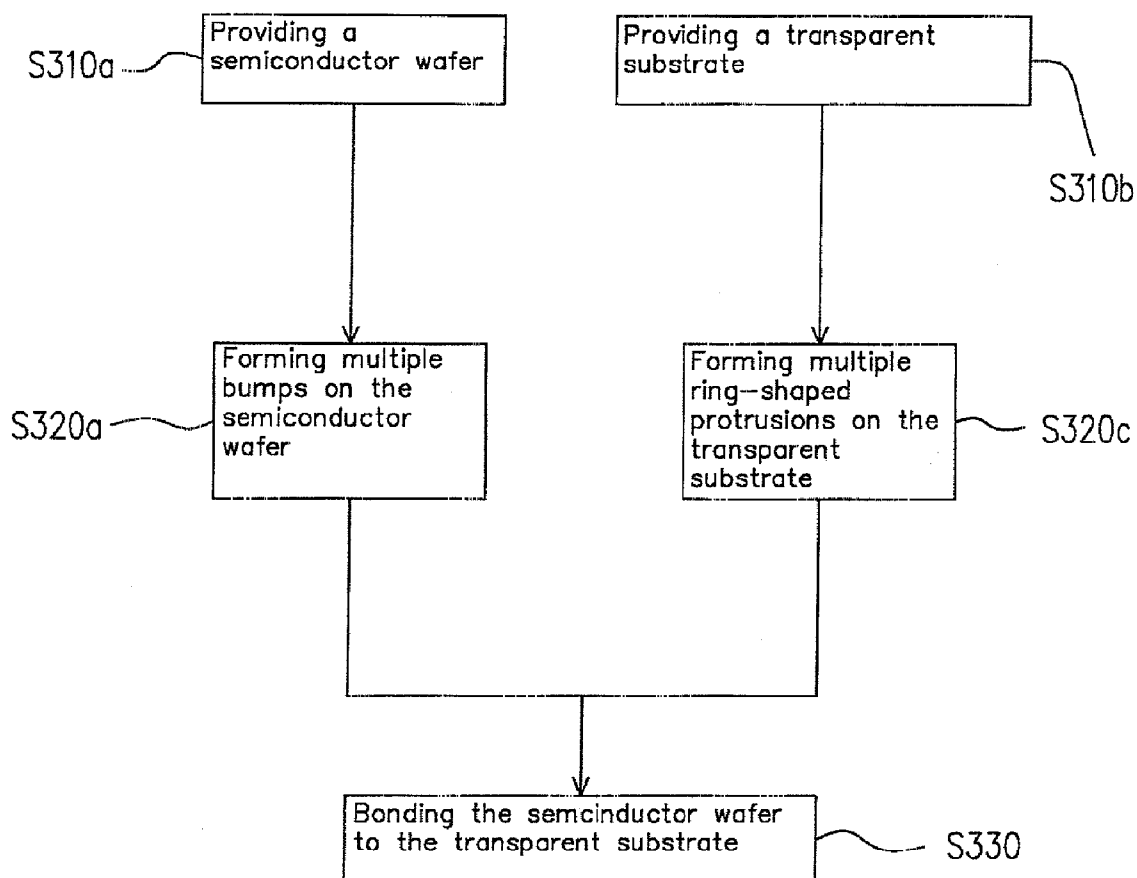 Providing a
semiconductor wafer
S310a
Providing a transparent
substrate
S310b
Forming multiple
bumps on the
semiconductor
wafer
S320a
Forming multiple
ring-shaped
protrusions on the
transparent
substrate
S320c
Bonding the semcinductor wafer
to the transparent substrate
S330